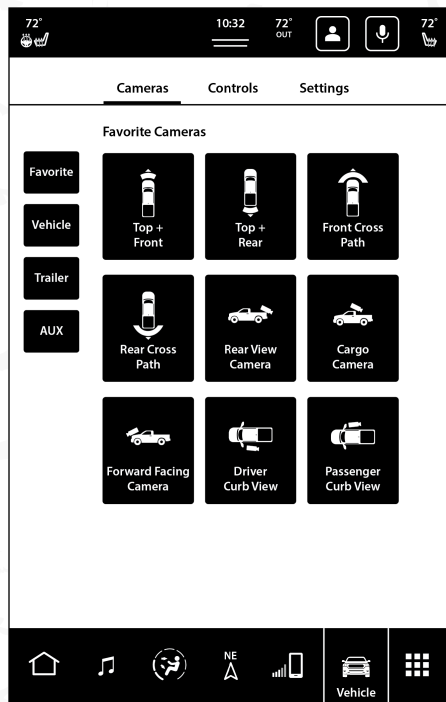 72°
10:32
72°
OUT
72°
Cameras
Controls
Settings
Favorite Cameras
Favorite
Vehicle
Trailer
AUX
Top +
Front
Top +
Rear
Front Cross
Path
Rear Cross
Path
Rear View
Camera
Cargo
Camera
Forward Facing
Camera
Driver
Curb View
Passenger
Curb View
NE
Vehicle